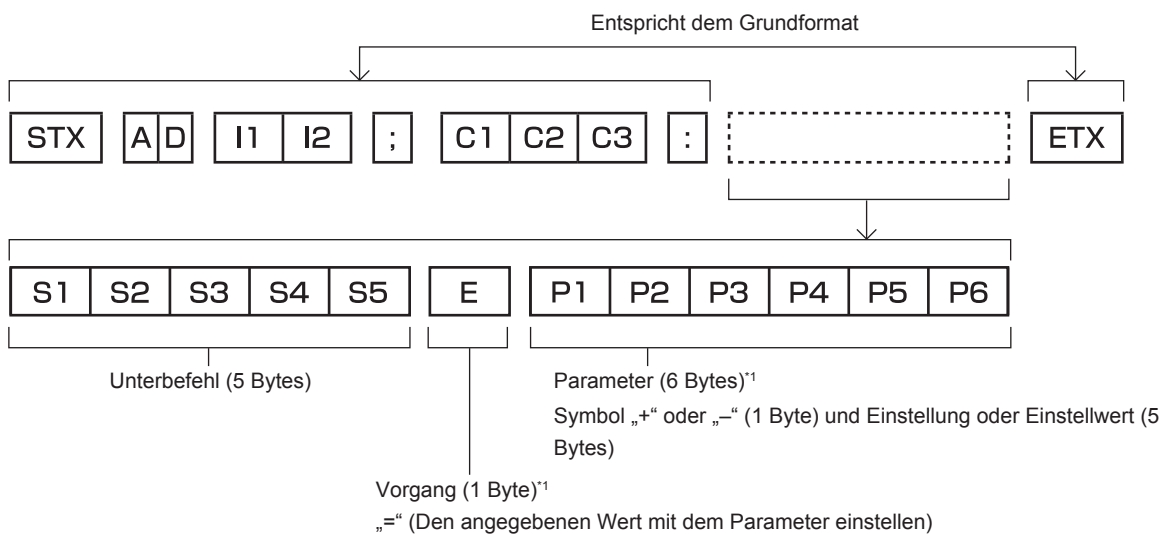 Entspricht dem Grundformat
STX A D I1 I2 ; C1 C2 C3 : ETX
S1 S2 S3 S4 S5 E P1 P2 P3 P4 P5 P6
Unterbefehl (5 Bytes)
Parameter (6 Bytes)*1
Symbol „+“ oder „–“ (1 Byte) und Einstellung oder Einstellwert (5
Bytes)
Vorgang (1 Byte)*1
„=“ (Den angegebenen Wert mit dem Parameter einstellen)